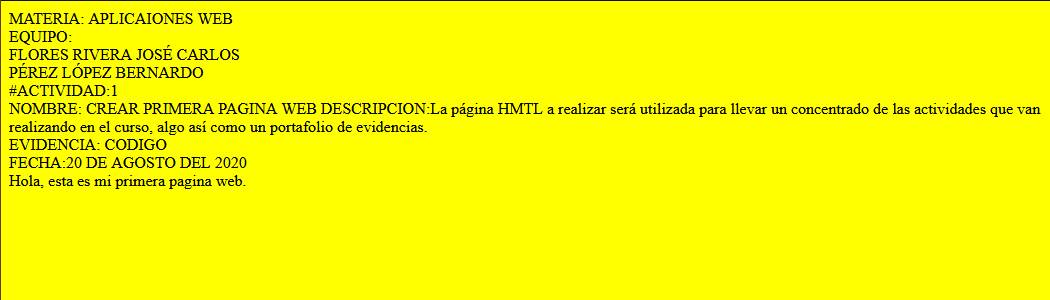 MATERIA: APLICAIONES WEB
EQUIPO:
FLORES RIVERA JOSÉ CARLOS
PÉREZ LÓPEZ BERNARDO
#ACTIVIDAD:1
NOMBRE: CREAR PRIMERA PAGINA WEB DESCRIPCION:La página HMTL a realizar será utilizada para llevar un concentrado de las actividades que van
realizando en el curso, algo así como un portafolio de evidencias.
EVIDENCIA: CODIGO
FECHA:20 DE AGOSTO DEL 2020
Hola, esta es mi primera pagina web.